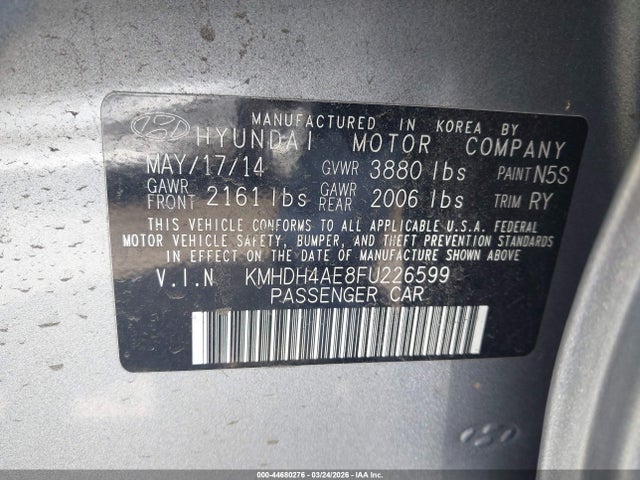 MANUFACTURED IN KOREA BY
HYUNDAI MOTOR COMPANY
MAY/17/14 GVWR 3880 lbs PAINT N5S
GAWR FRONT 2161 lbs GAWR REAR 2006 lbs TRIM RY
THIS VEHICLE CONFORMS TO ALL APPLICABLE U.S.A. FEDERAL
MOTOR VEHICLE SAFETY, BUMPER, AND THEFT PREVENTION STANDARDS
IN EFFECT ON THE DATE OF MANUFACTURE SHOWN ABOVE.
V.I.N KMHDH4AE8FU226599
PASSENGER CAR
000-44680276 - 03/24/2026 - IAAI.COM